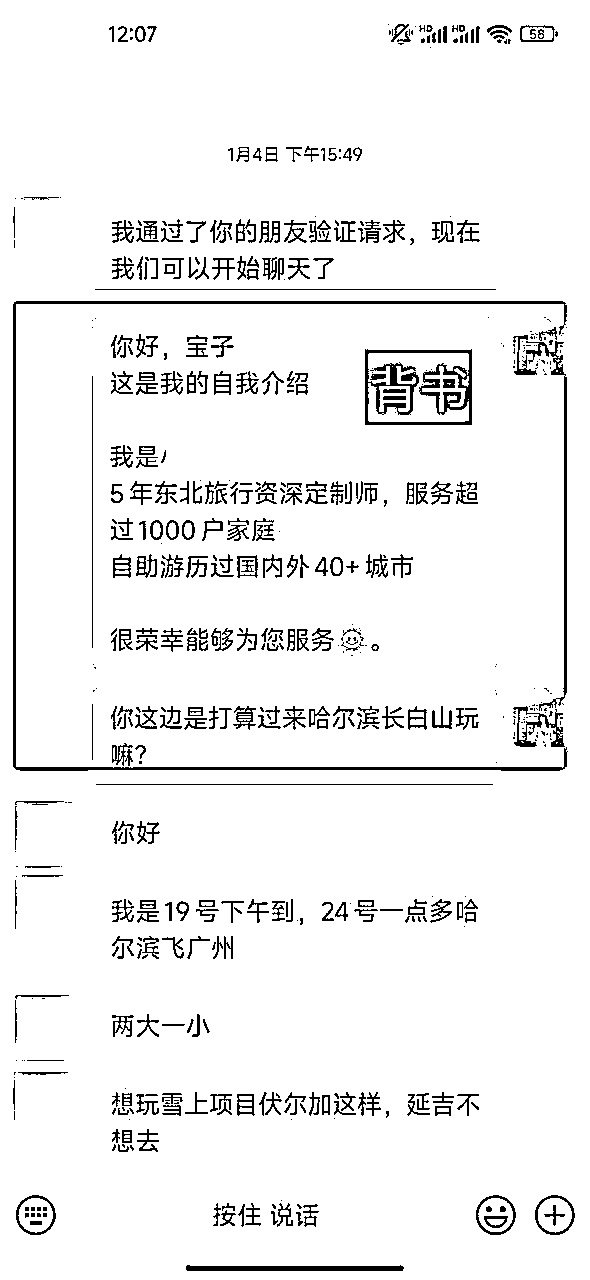 12:07
HD HD 56
1月4日 下午15:49
我通过了你的朋友验证请求，现在
我们可以开始聊天了
你好，宝子
这是我的自我介绍
背书
我是
5年东北旅行资深定制师，服务超
过1000户家庭
自助游历过国内外40+城市
很荣幸能够为您服务。
你这边是打算过来哈尔滨长白山玩
嘛？
你好
我是19号下午到，24号一点多哈
尔滨飞广州
两大一小
想玩雪上项目伏尔加这样，延吉不
想去
按住 说话